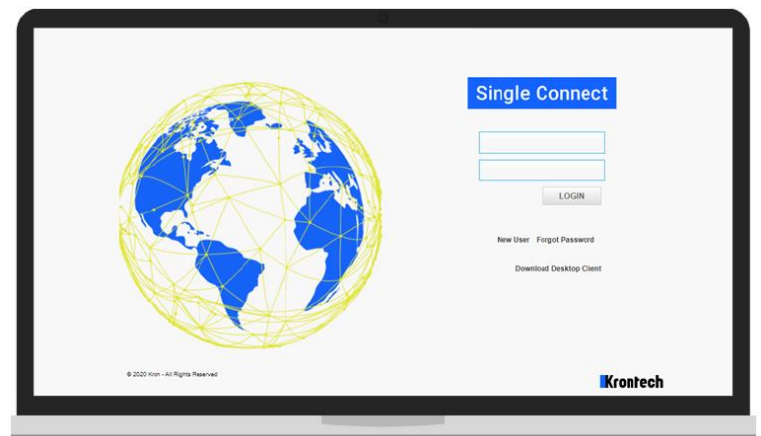 Single Connect
LOGIN
New User Forgot Password
Download Desktop Client
© 2020 Kron - All Rights Reserved
Krontech